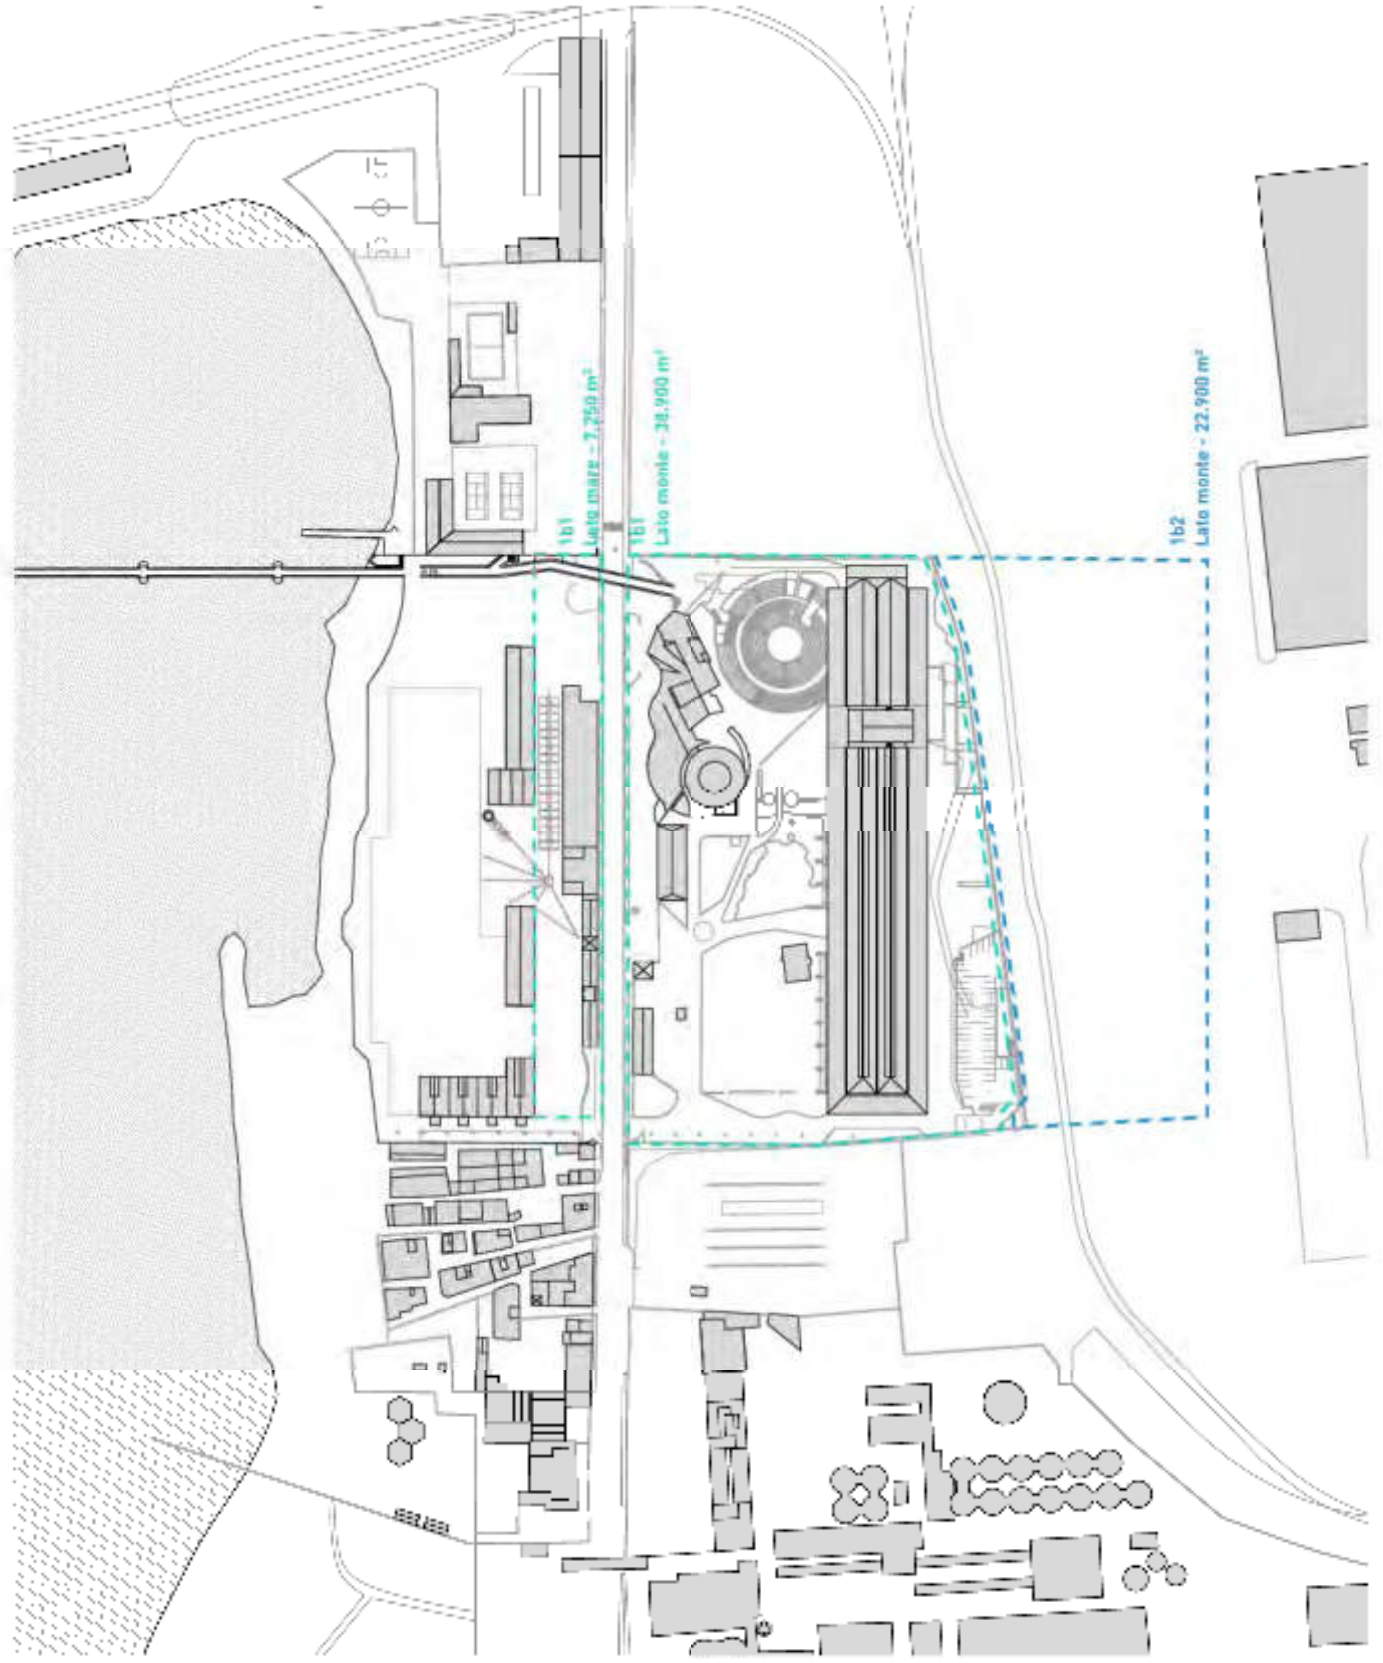 1b1
Lato mare - 7.250 m²
1b1
Lato monte - 38.900 m²
1b2
Lato monte - 22.900 m²